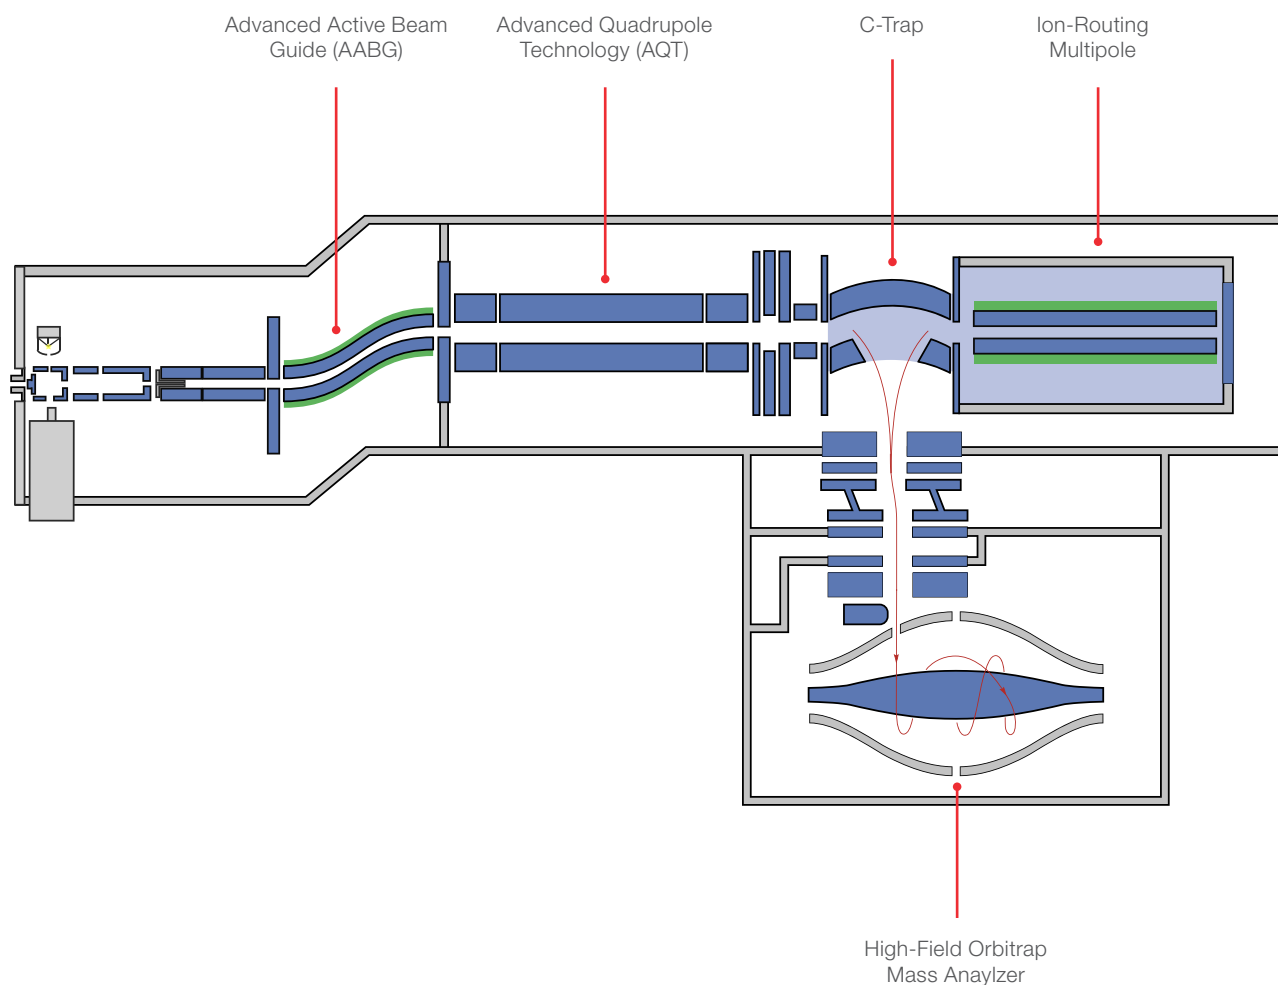 Advanced Active Beam
Guide (AABG)
Advanced Quadrupole
Technology (AQT)
C-Trap
Ion-Routing
Multipole
High-Field Orbitrap
Mass Anaylzer